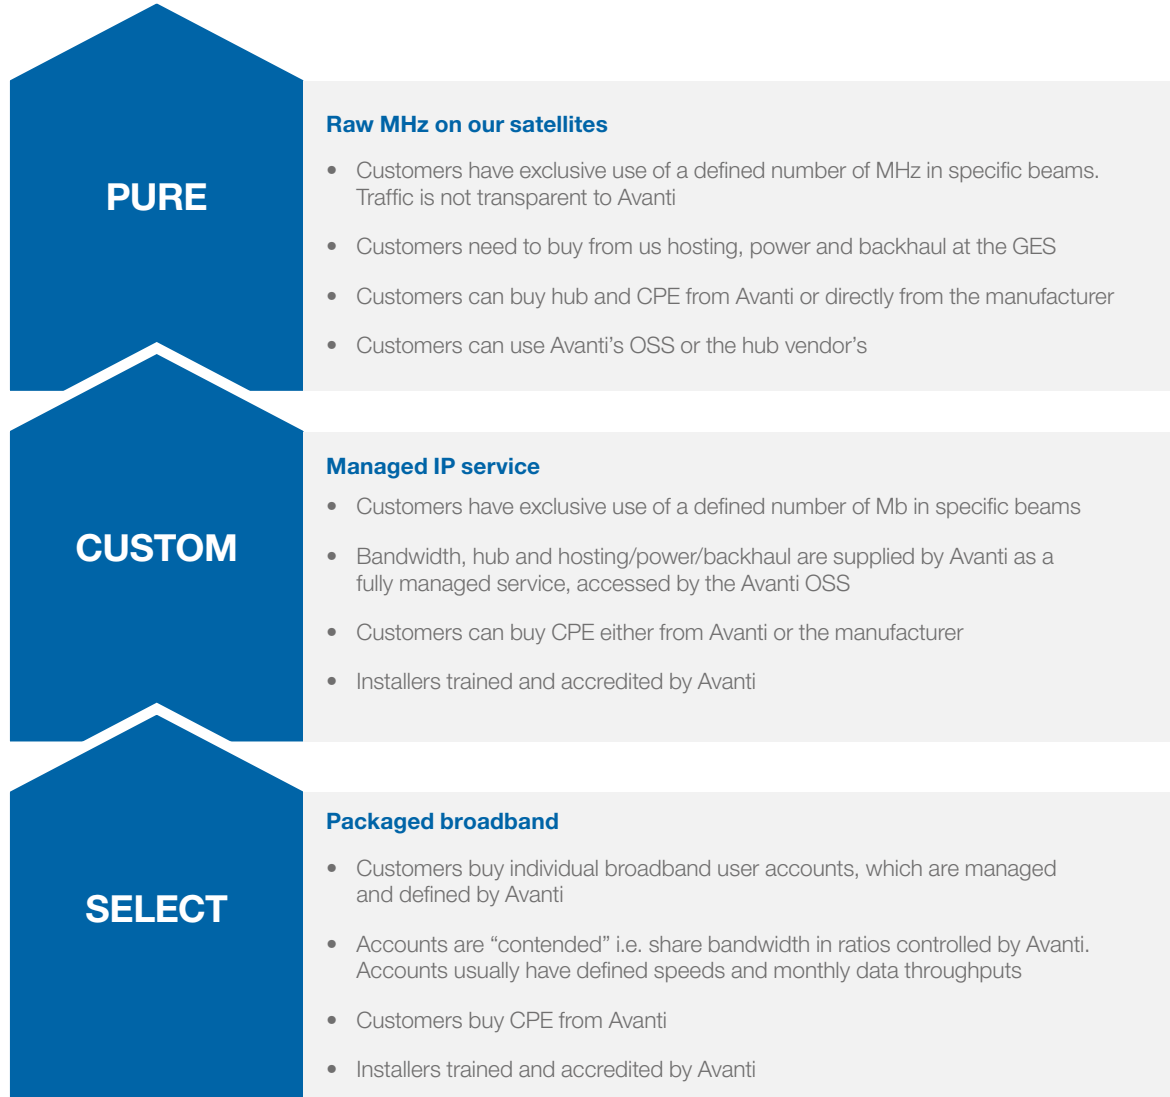 PURE
Raw MHz on our satellites
• Customers have exclusive use of a defined number of MHz in specific beams.
Traffic is not transparent to Avanti
• Customers need to buy from us hosting, power and backhaul at the GES
• Customers can buy hub and CPE from Avanti or directly from the manufacturer
• Customers can use Avanti’s OSS or the hub vendor’s
CUSTOM
Managed IP service
• Customers have exclusive use of a defined number of Mb in specific beams
• Bandwidth, hub and hosting/power/backhaul are supplied by Avanti as a
fully managed service, accessed by the Avanti OSS
• Customers can buy CPE either from Avanti or the manufacturer
• Installers trained and accredited by Avanti
SELECT
Packaged broadband
• Customers buy individual broadband user accounts, which are managed
and defined by Avanti
• Accounts are “contended” i.e. share bandwidth in ratios controlled by Avanti.
Accounts usually have defined speeds and monthly data throughputs
• Customers buy CPE from Avanti
• Installers trained and accredited by Avanti